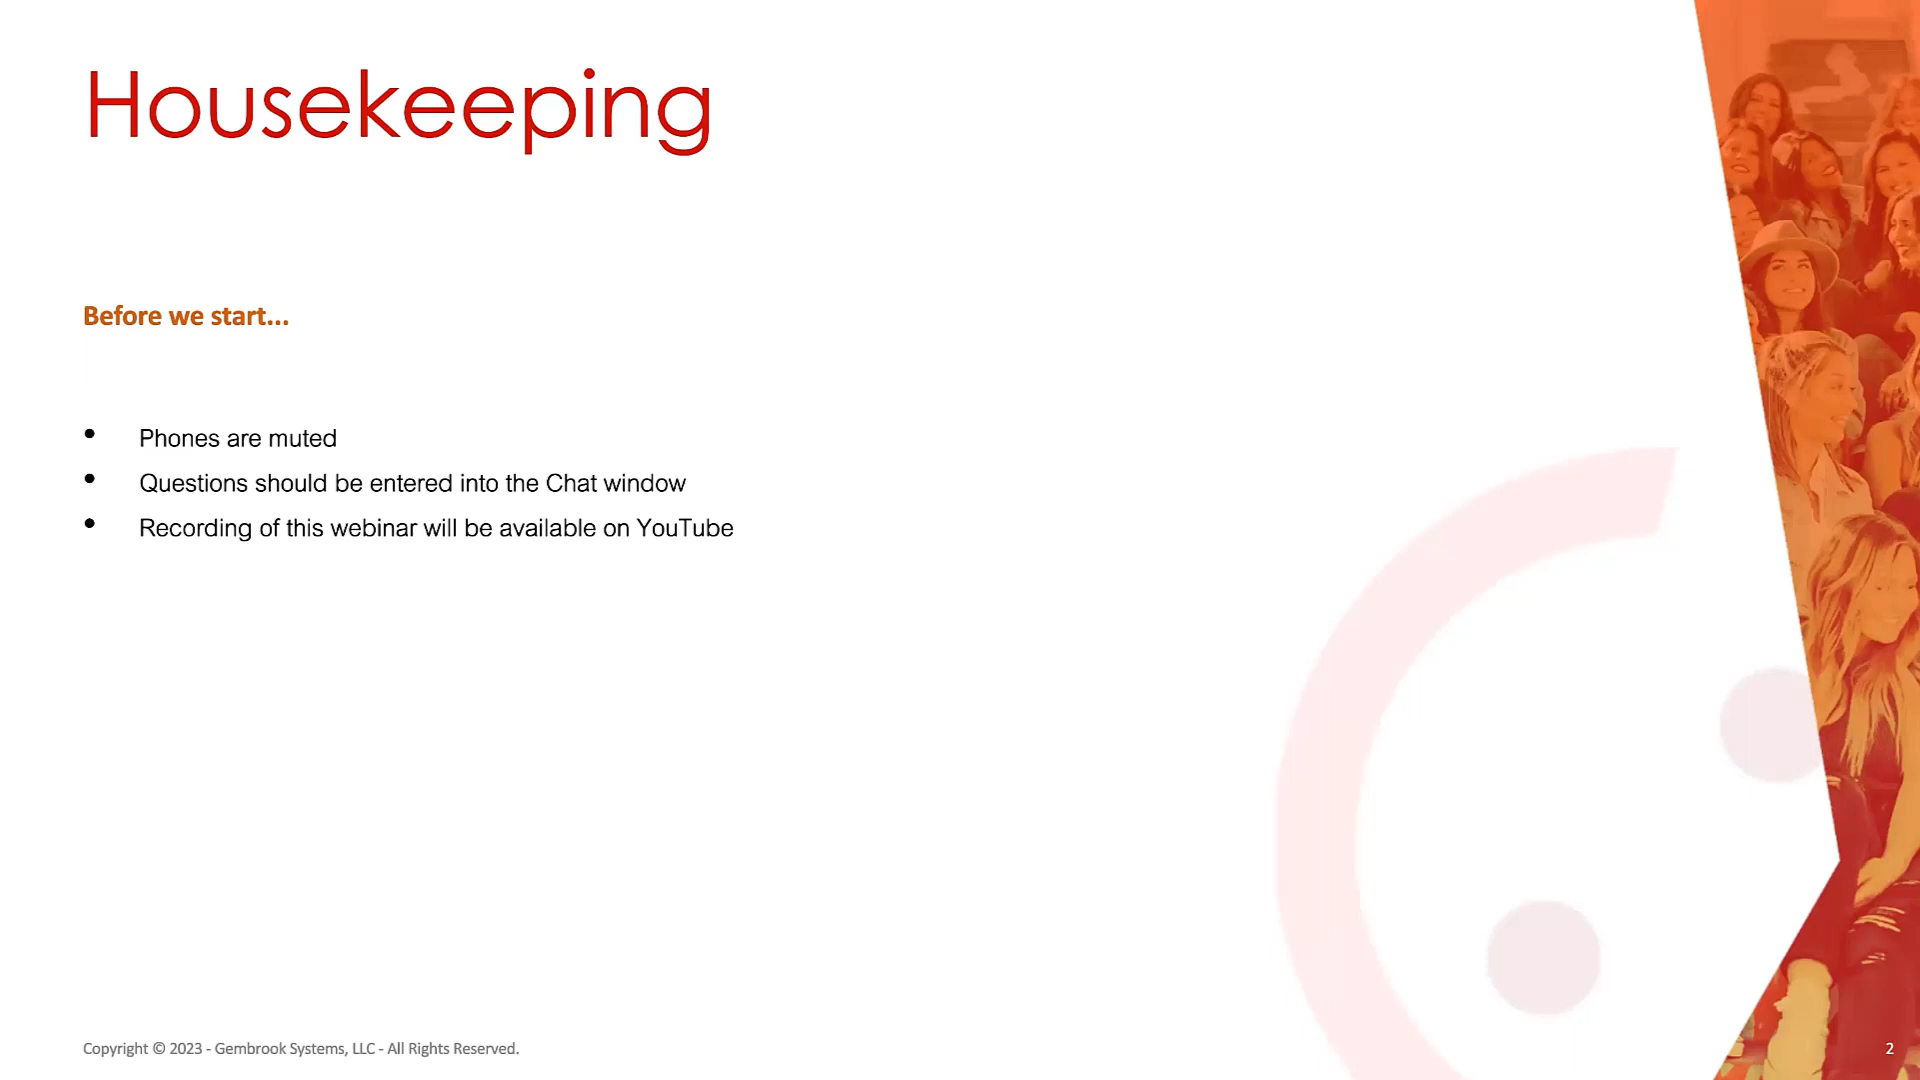 Housekeeping
Before we start...
• Phones are muted
• Questions should be entered into the Chat window
• Recording of this webinar will be available on YouTube
Copyright © 2023 - Gembrook Systems, LLC - All Rights Reserved.
2